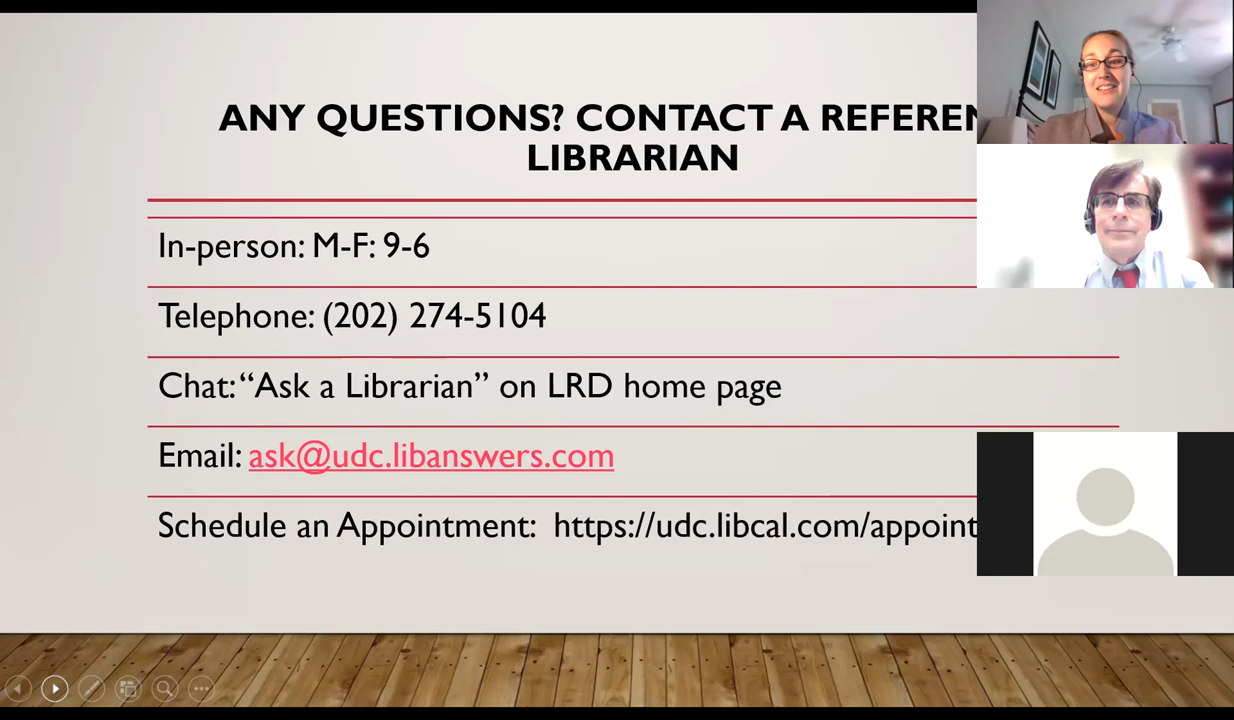 ANY QUESTIONS? CONTACT A
LIBRARIAN
In-person: M-F: 9-6
Telephone: (202) 274-5104
Chat: “Ask a Librarian” on LRD home page
Email: ask@udc.libanswers.com
Schedule an Appointment: https://udc.libcal.com/appoint